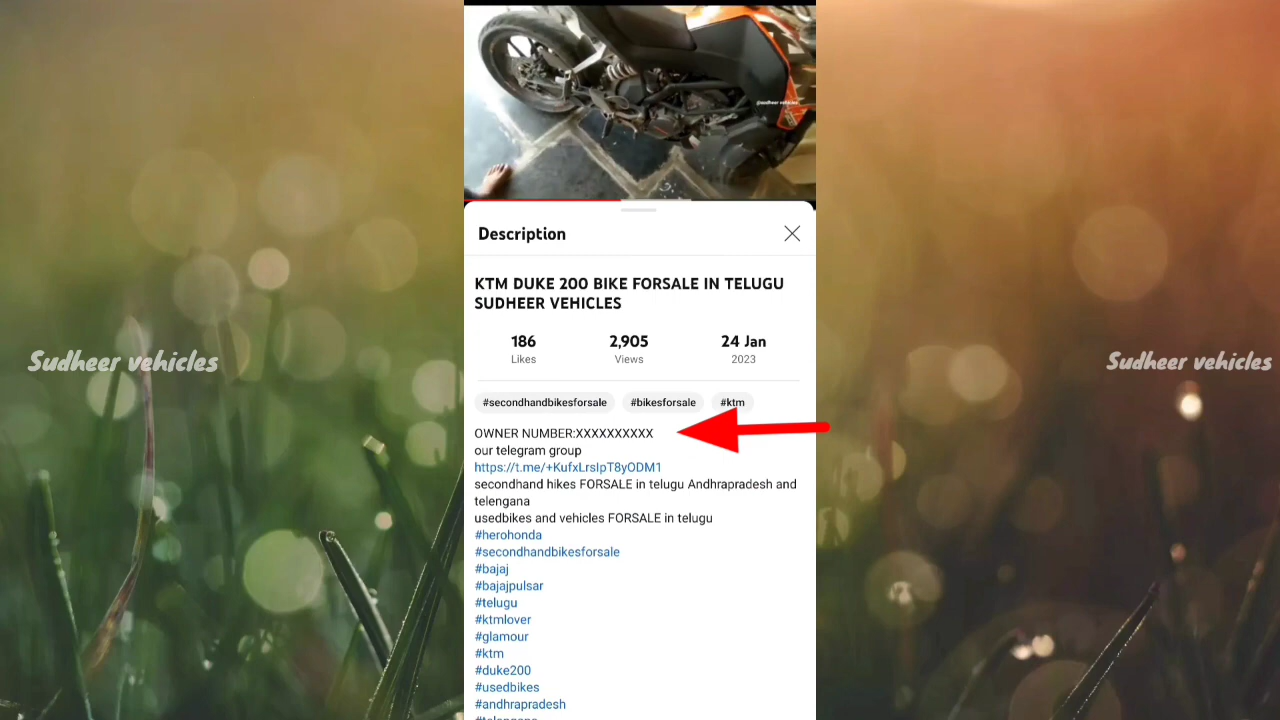 @sudheer vehicles
Description
KTM DUKE 200 BIKE FORSALE IN TELUGU
SUDHEER VEHICLES
186 2,905 24 Jan
Likes Views 2023
#secondhandbikesforsale #bikesforsale #ktm
Sudheer vehicles Sudheer vehicles
OWNER NUMBER:XXXXXXXXXX
our telegram group
https://t.me/+KufxLrsIpT8yODM1
secondhand hikes FORSALE in telugu Andhrapradesh and
telengana
usedbikes and vehicles FORSALE in telugu
#herohonda
#secondhandbikesforsale
#bajaj
#bajajpulsar
#telugu
#ktmlover
#glamour
#ktm
#duke200
#usedbikes
#andhrapradesh
#telengana